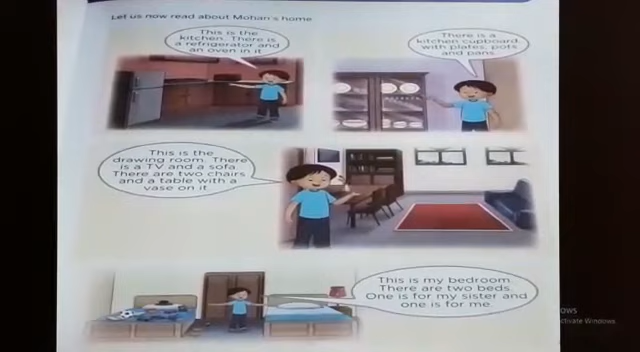 Let us now read about Mohan's home
This is the
kitchen. There is
a refrigerator and
an oven in it
There is a
kitchen cupboard
with plates, pots
and pans.
This is the
drawing room. There
is a TV and a sofa.
There are two chairs
and a table with a
vase on it
This is my bedroom.
There are two beds.
One is for my sister and
one is for me.
ows
ctivate Windows.